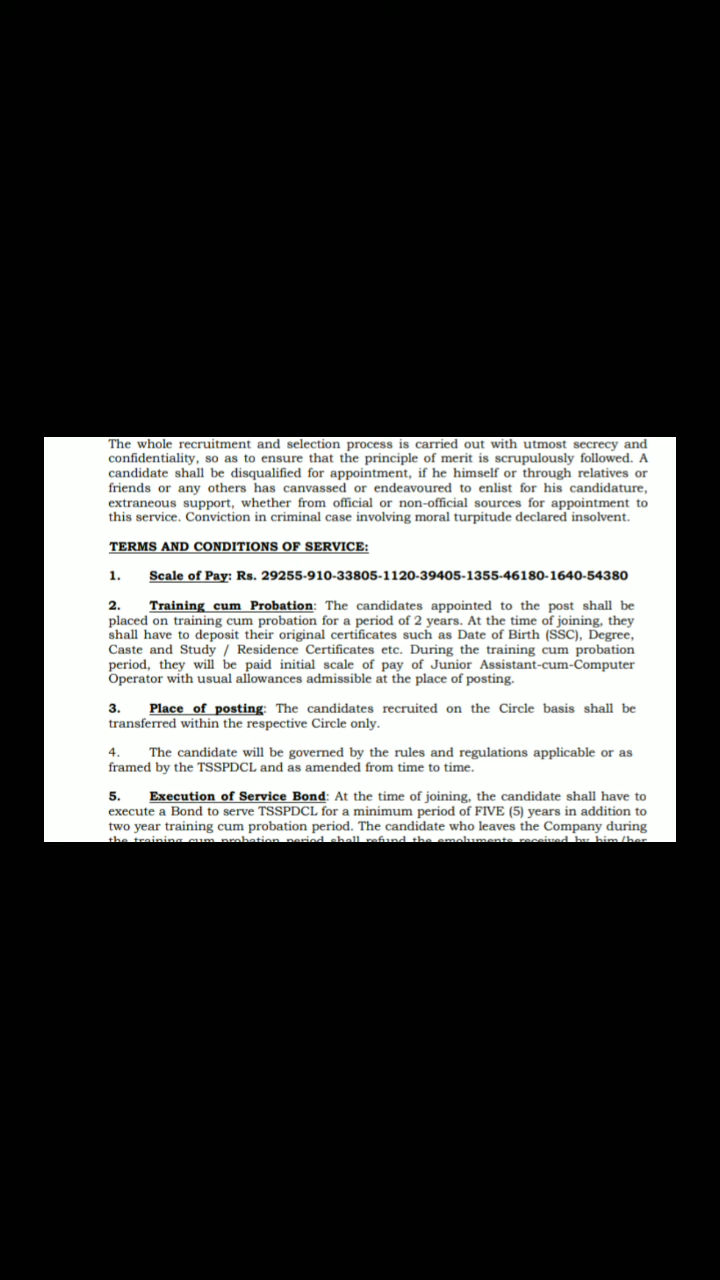 The whole recruitment and selection process is carried out with utmost secrecy and
confidentiality, so as to ensure that the principle of merit is scrupulously followed. A
candidate shall be disqualified for appointment, if he himself or through relatives or
friends or any others has canvassed or endeavoured to enlist for his candidature,
extraneous support, whether from official or non-official sources for appointment to
this service. Conviction in criminal case involving moral turpitude declared insolvent.
TERMS AND CONDITIONS OF SERVICE:
1. Scale of Pay: Rs. 29255-910-33805-1120-39405-1355-46180-1640-54380
2. Training cum Probation: The candidates appointed to the post shall be
placed on training cum probation for a period of 2 years. At the time of joining, they
shall have to deposit their original certificates such as Date of Birth (SSC), Degree,
Caste and Study / Residence Certificates etc. During the training cum probation
period, they will be paid initial scale of pay of Junior Assistant-cum-Computer
Operator with usual allowances admissible at the place of posting.
3. Place of posting: The candidates recruited on the Circle basis shall be
transferred within the respective Circle only.
4. The candidate will be governed by the rules and regulations applicable or as
framed by the TSSPDCL and as amended from time to time.
5. Execution of Service Bond: At the time of joining, the candidate shall have to
execute a Bond to serve TSSPDCL for a minimum period of FIVE (5) years in addition to
two year training cum probation period. The candidate who leaves the Company during
the training cum probation period shall refund the emoluments received by him/her